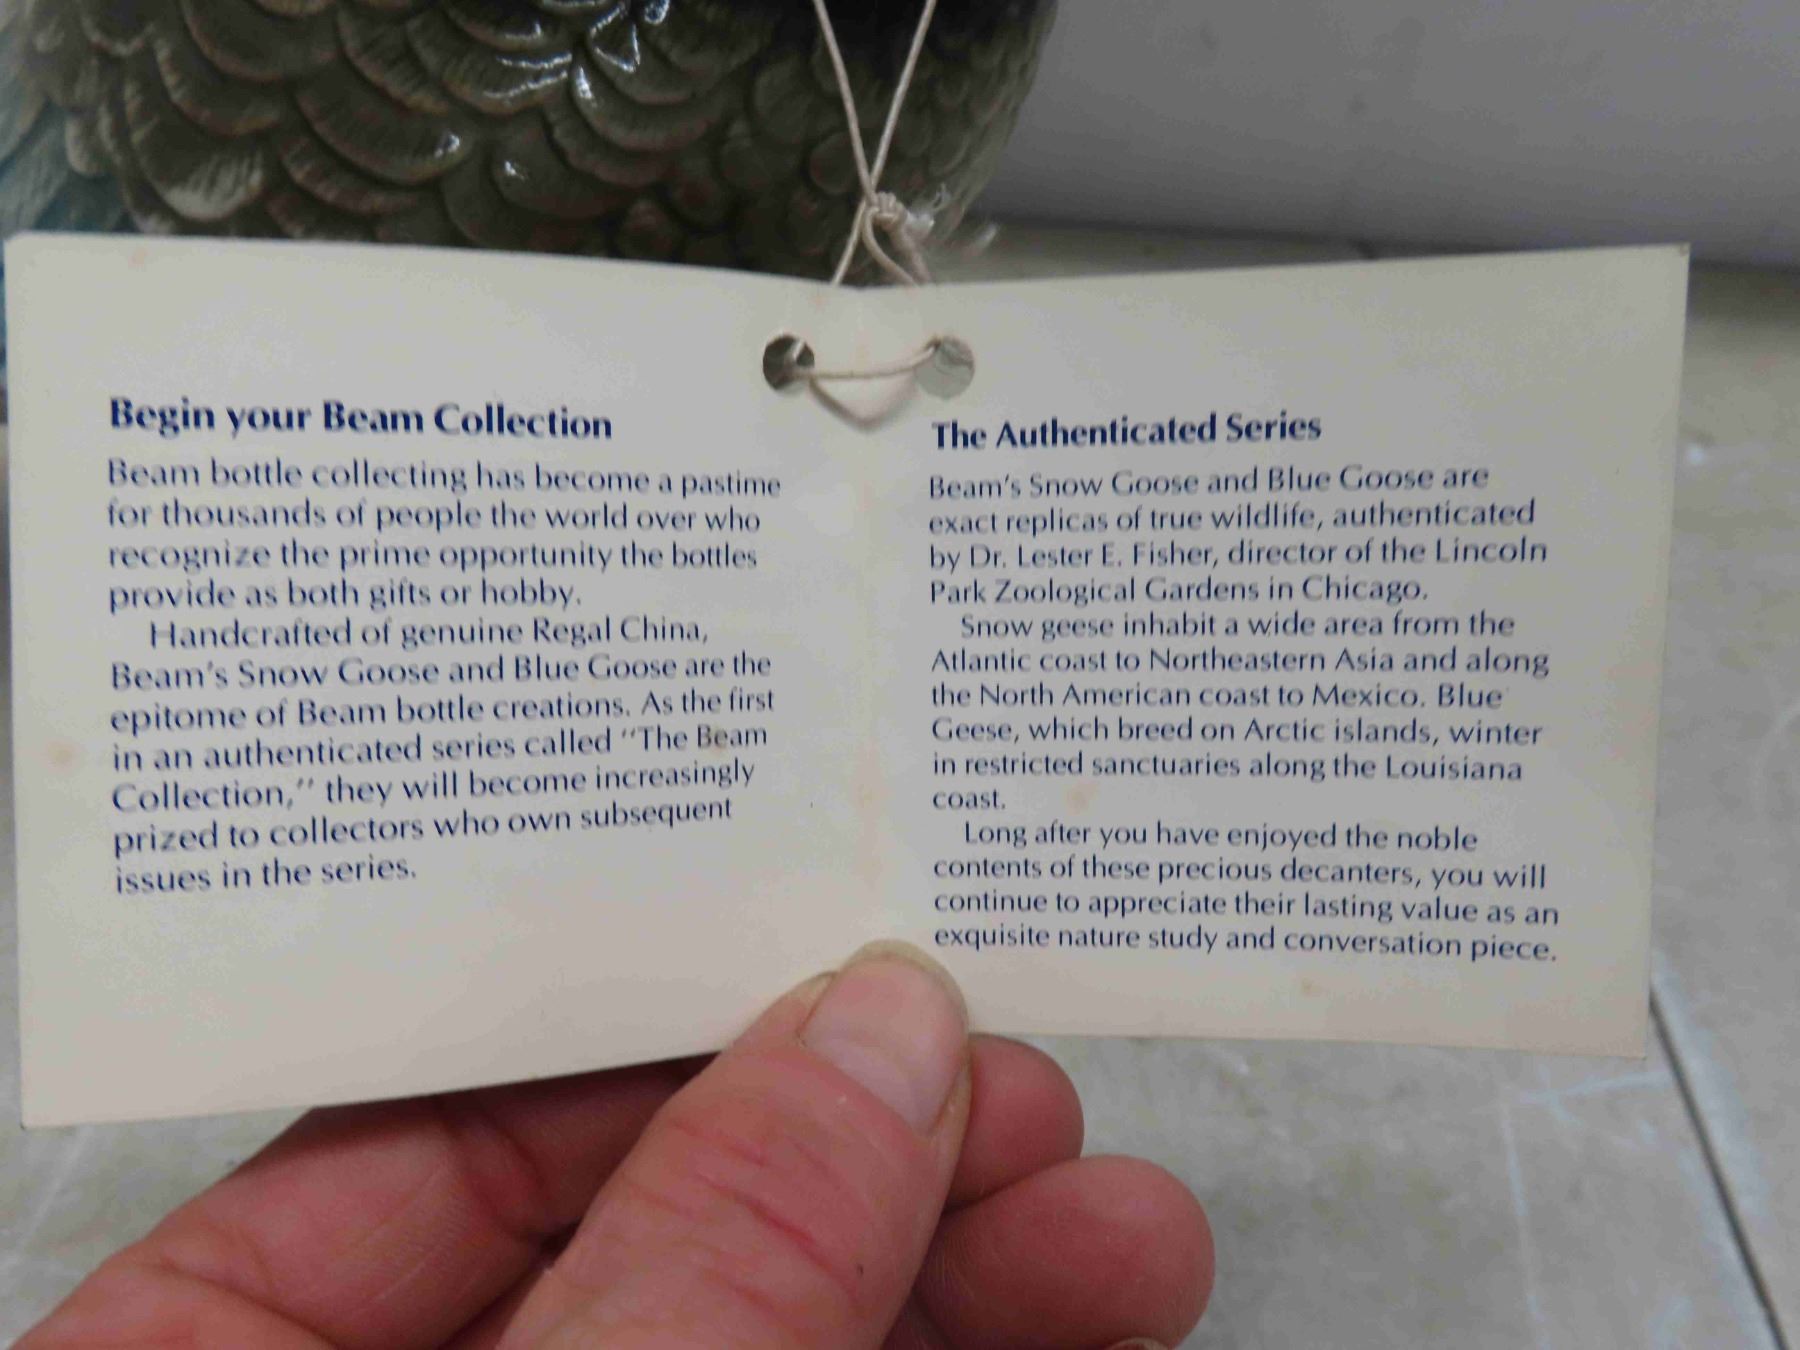 Begin your Beam Collection
Beam bottle collecting has become a pastime
for thousands of people the world over who
recognize the prime opportunity the bottles
provide as both gifts or hobby.
Handcrafted of genuine Regal China,
Beam's Snow Goose and Blue Goose are the
epitome of Beam bottle creations. As the first
in an authenticated series called "The Beam
Collection," they will become increasingly
prized to collectors who own subsequent
issues in the series.
The Authenticated Series
Beam's Snow Goose and Blue Goose are
exact replicas of true wildlife, authenticated
by Dr. Lester E. Fisher, director of the Lincoln
Park Zoological Gardens in Chicago.
Snow geese inhabit a wide area from the
Atlantic coast to Northeastern Asia and along
the North American coast to Mexico. Blue
Geese, which breed on Arctic islands, winter
in restricted sanctuaries along the Louisiana
coast.
Long after you have enjoyed the noble
contents of these precious decanters, you will
continue to appreciate their lasting value as an
exquisite nature study and conversation piece.